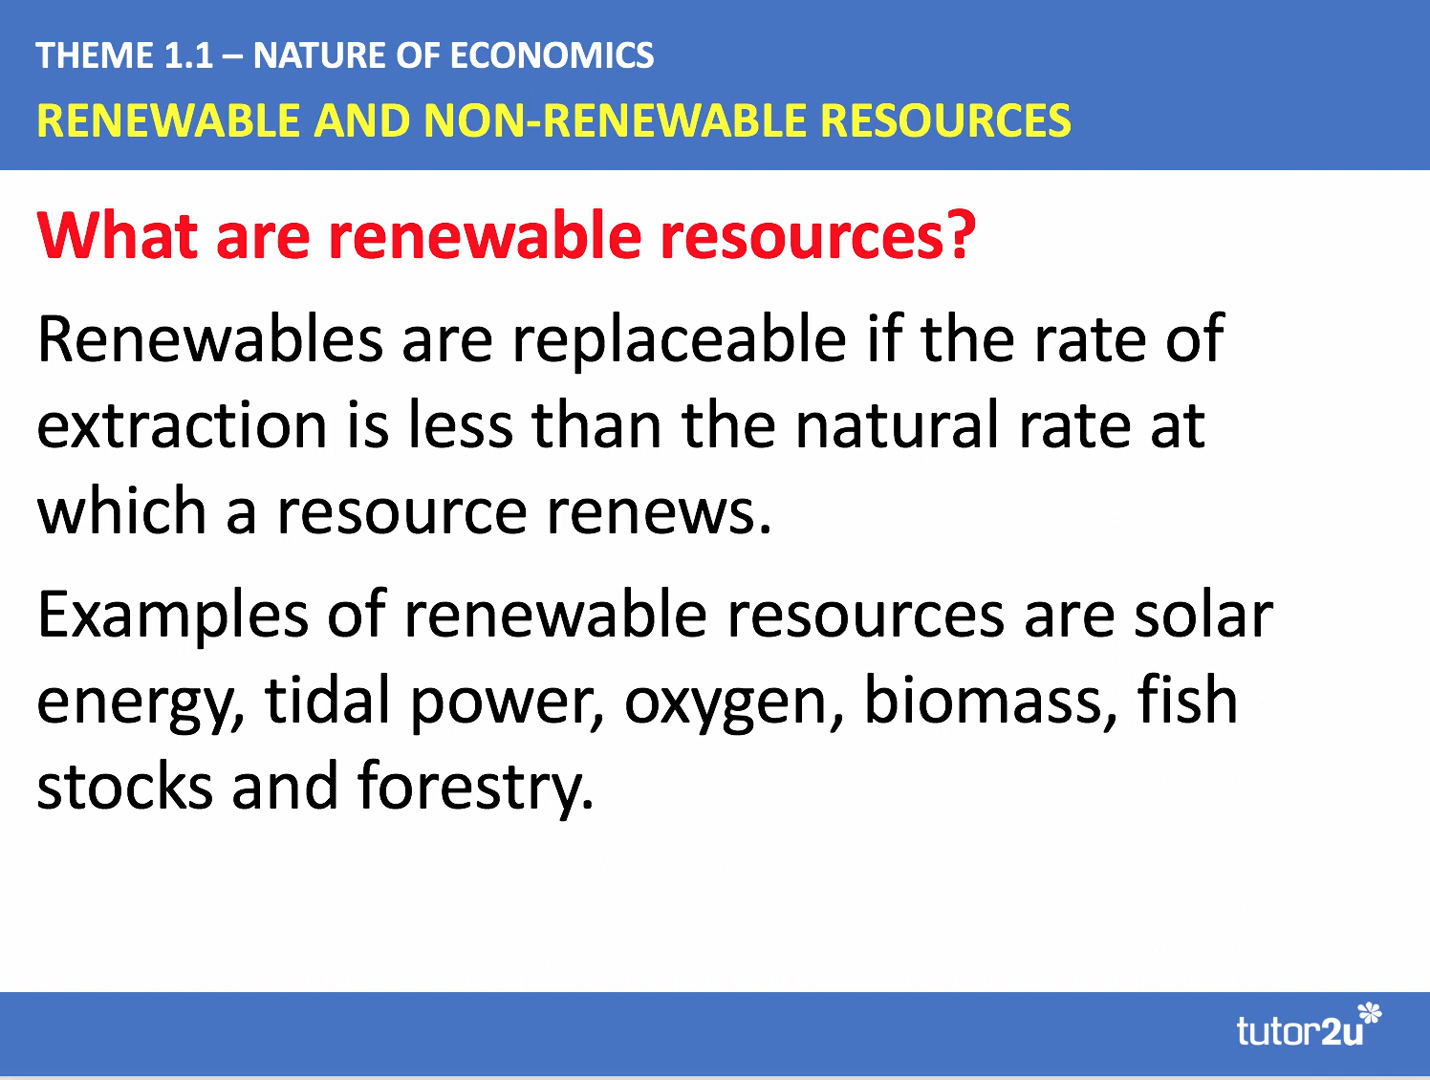 THEME 1.1 – NATURE OF ECONOMICS
RENEWABLE AND NON-RENEWABLE RESOURCES
What are renewable resources?
Renewables are replaceable if the rate of
extraction is less than the natural rate at
which a resource renews.
Examples of renewable resources are solar
energy, tidal power, oxygen, biomass, fish
stocks and forestry.
tutor2u